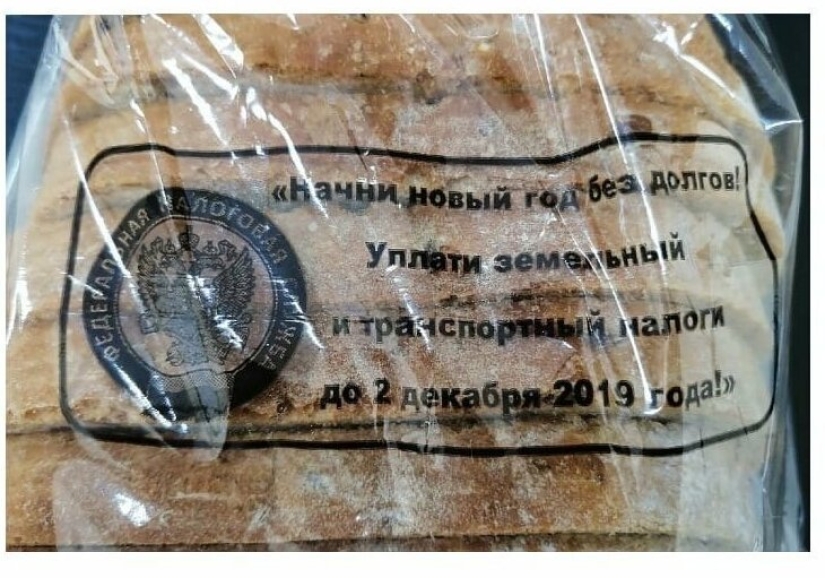 ФЕДЕРАЛЬНАЯ НАЛОГОВАЯ СЛУЖБА
«Начни новый год без долгов!
Уплати земельный
и транспортный налоги
до 2 декабря 2019 года!»